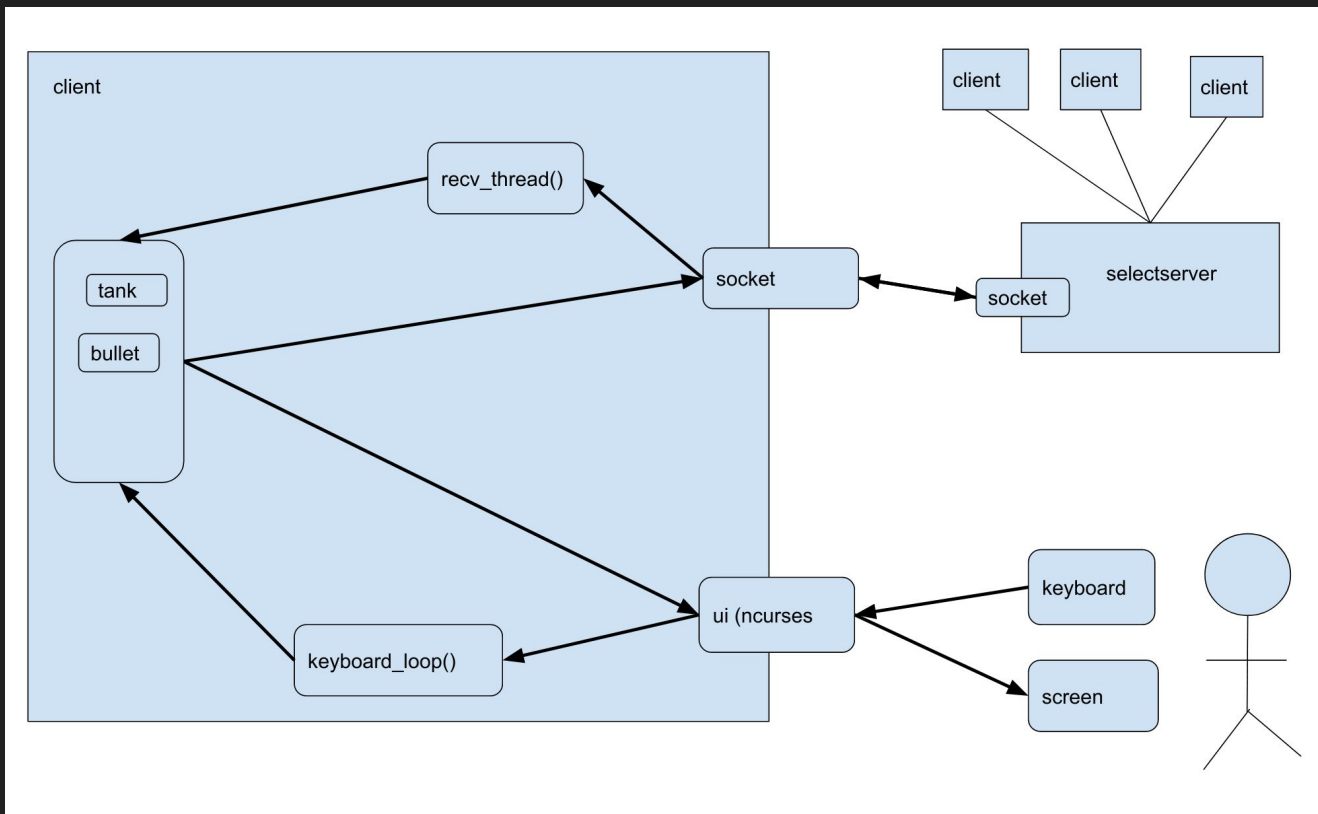 client
client
client
client
recv_thread()
tank
bullet
socket
socket
selectserver
ui (ncurses
keyboard
keyboard_loop()
screen